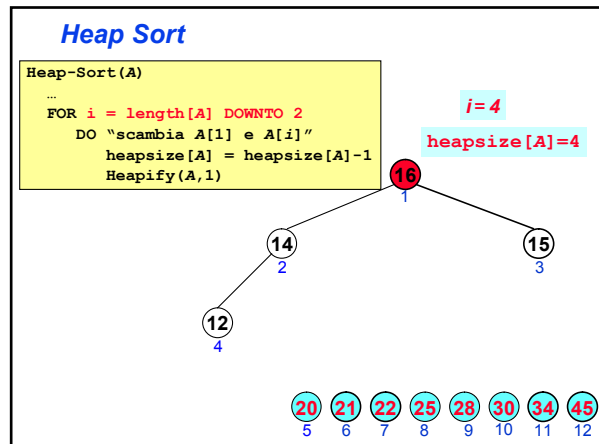 Heap Sort
Heap-Sort(A)
…
FOR i = length[A] DOWNTO 2
DO “scambia A[1] e A[i]”
heapsize[A] = heapsize[A]-1
Heapify(A,1)
i = 4
heapsize[A]=4
16
1
14
2
15
3
12
4
20 21 22 25 28 30 34 45
5 6 7 8 9 10 11 12